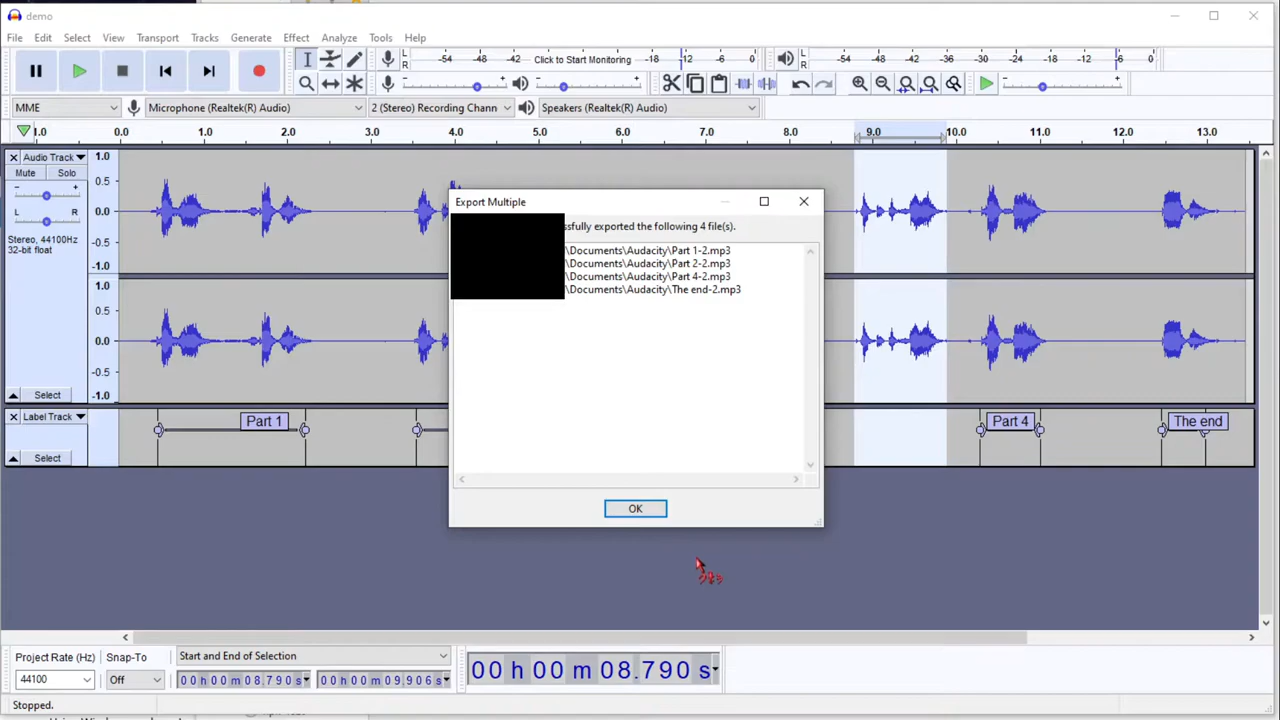 demo
File Edit Select View Transport Tracks Generate Effect Analyze Tools Help
L R -54 -48 -42 Click to Start Monitoring -12 -6 0
L R -54 -48 -42 -36 -30 -24 -18 -12 -6 0
- + - + - +
MME Microphone (Realtek(R) Audio) 2 (Stereo) Recording Chann Speakers (Realtek(R) Audio)
1.0 0.0 1.0 2.0 3.0 4.0 5.0 6.0 7.0 8.0 9.0 10.0 11.0 12.0 13.0
Audio Track
Mute Solo
- +
L R
Stereo, 44100Hz
32-bit float
Select
1.0
0.5
0.0
-0.5
-1.0
1.0
0.5
0.0
-0.5
-1.0
Export Multiple
ssfully exported the following 4 file(s).
\Documents\Audacity\Part 1-2.mp3
\Documents\Audacity\Part 2-2.mp3
\Documents\Audacity\Part 4-2.mp3
\Documents\Audacity\The end-2.mp3
OK
Label Track
Select
Part 1
Part 4
The end
Project Rate (Hz) Snap-To Start and End of Selection
44100 Off 00 h 00 m 08.790 s 00 h 00 m 09.906 s
00 h 00 m 08.790 s
Stopped.